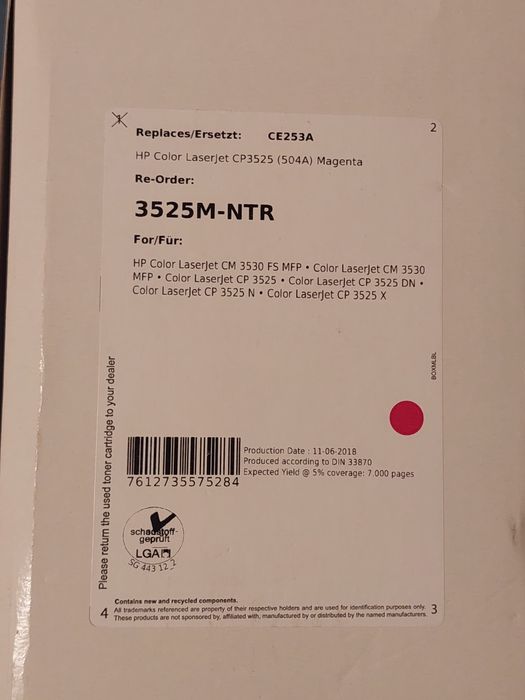 1
2
Replaces/Ersetzt: CE253A
HP Color LaserJet CP3525 (504A) Magenta
Re-Order:
3525M-NTR
For/Für:
HP Color LaserJet CM 3530 FS MFP • Color LaserJet CM 3530
MFP • Color LaserJet CP 3525 • Color LaserJet CP 3525 DN •
Color LaserJet CP 3525 N • Color LaserJet CP 3525 X
BOXMLBL
Please return the used toner cartridge to your dealer
Production Date : 11-06-2018
Produced according to DIN 33870
Expected Yield @ 5% coverage: 7.000 pages
7612735575284
schadstoff-
geprüft
LGA
SG 443 12_2
Contains new and recycled components.
All trademarks referenced are property of their respective holders and are used for identification purposes only.
These products are not sponsored by, affiliated with, manufactured by or distributed by the named manufacturers.
4
3